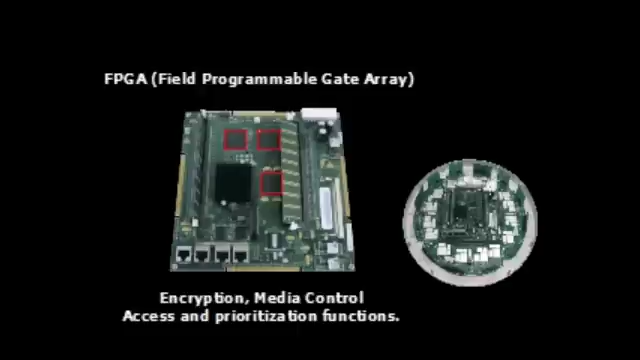 FPGA (Field Programmable Gate Array)
Encryption, Media Control
Access and prioritization functions.